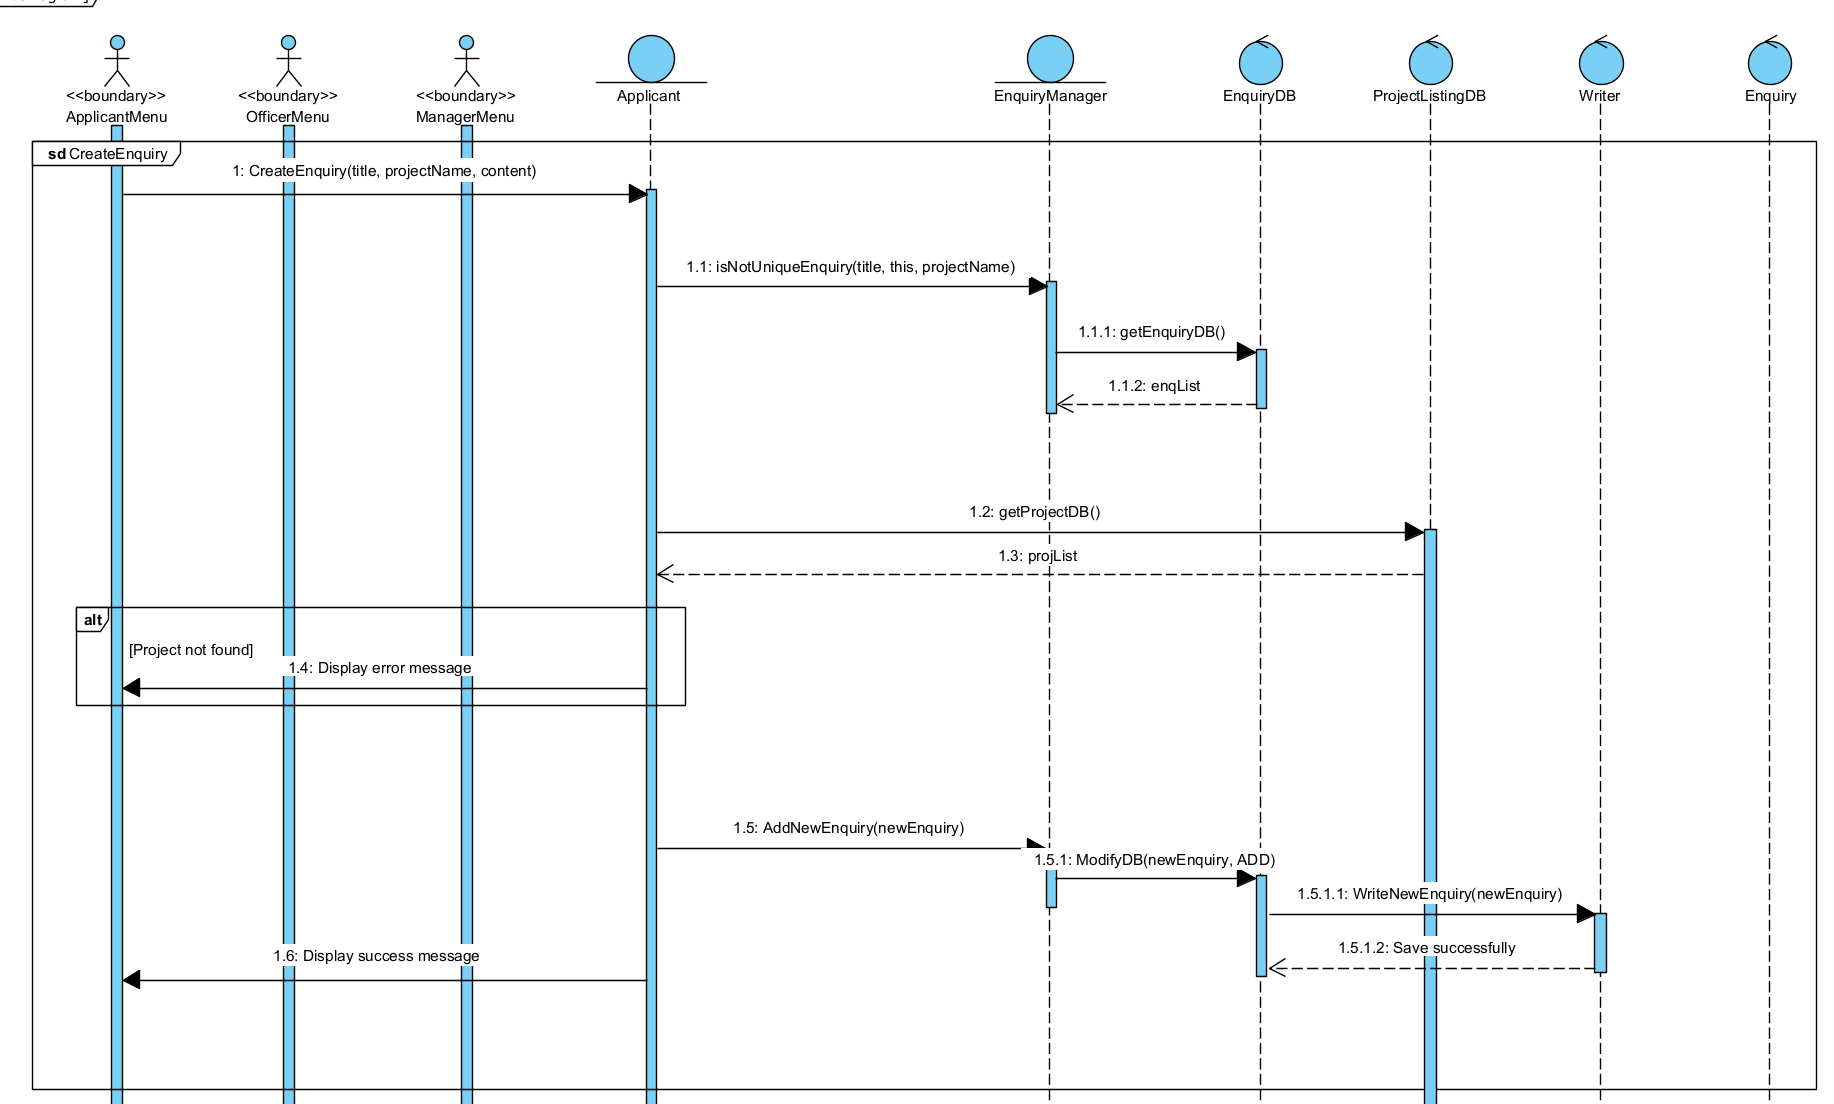 <<boundary>>
ApplicantMenu
<<boundary>>
OfficerMenu
<<boundary>>
ManagerMenu
Applicant
EnquiryManager
EnquiryDB
ProjectListingDB
Writer
Enquiry
sd CreateEnquiry
1: CreateEnquiry(title, projectName, content)
1.1: isNotUniqueEnquiry(title, this, projectName)
1.1.1: getEnquiryDB()
1.1.2: enqList
1.2: getProjectDB()
1.3: projList
alt
[Project not found]
1.4: Display error message
1.5: AddNewEnquiry(newEnquiry)
1.5.1: ModifyDB(newEnquiry, ADD)
1.5.1.1: WriteNewEnquiry(newEnquiry)
1.5.1.2: Save successfully
1.6: Display success message